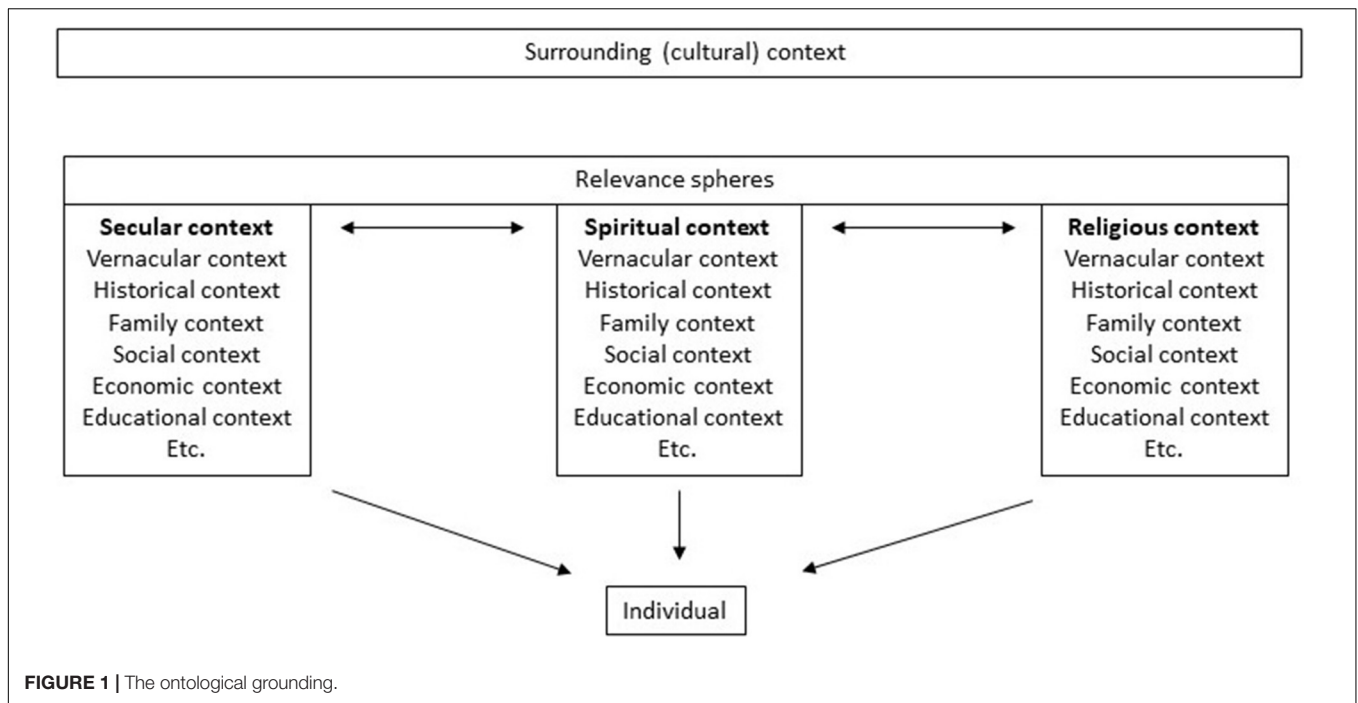 Surrounding (cultural) context
Relevance spheres
Secular context
Vernacular context
Historical context
Family context
Social context
Economic context
Educational context
Etc.
Spiritual context
Vernacular context
Historical context
Family context
Social context
Economic context
Educational context
Etc.
Religious context
Vernacular context
Historical context
Family context
Social context
Economic context
Educational context
Etc.
Individual
FIGURE 1 | The ontological grounding.